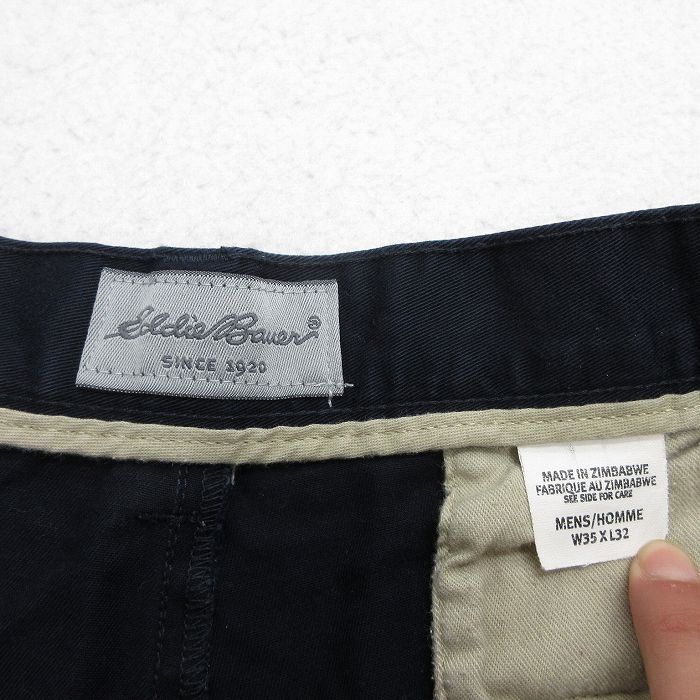 Eddie Bauer®
SINCE 1920
MADE IN ZIMBABWE
FABRIQUE AU ZIMBABWE
SEE SIDE FOR CARE
MENS/HOMME
W35 X L32